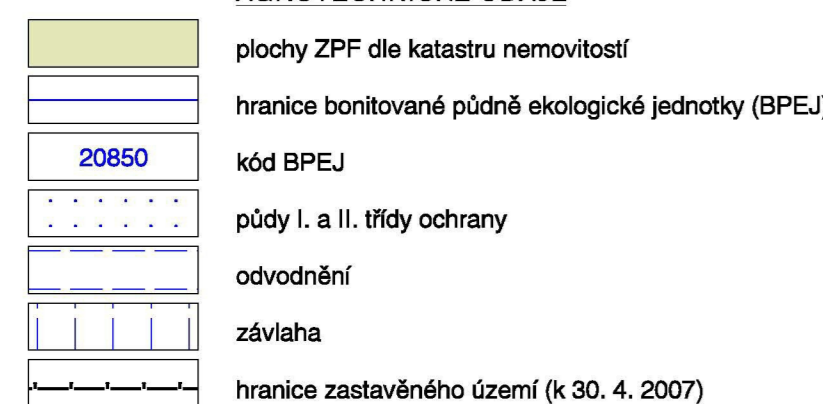 plochy ZPF dle katastru nemovitostí
hranice bonitované půdně ekologické jednotky (BPEJ)
20850 kód BPEJ
půdy I. a II. třídy ochrany
odvodnění
závlaha
hranice zastavěného území (k 30. 4. 2007)